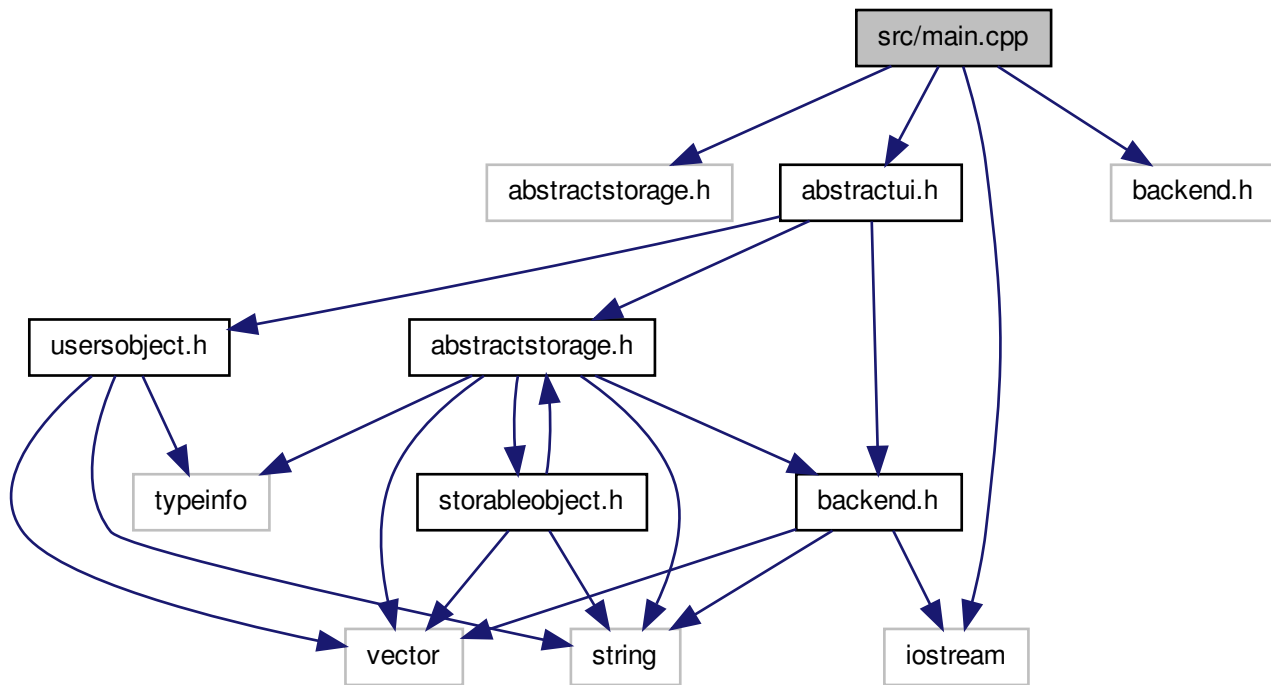 src/main.cpp
abstractstorage.h
abstractui.h
backend.h
usersobject.h
abstractstorage.h
typeinfo
storableobject.h
backend.h
vector
string
iostream